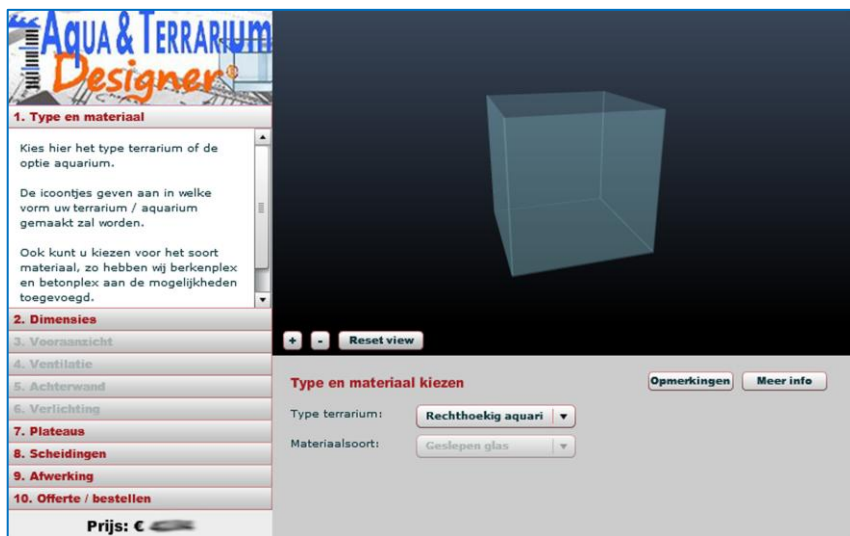 AQUA & TERRARIUM
Designer®
1. Type en materiaal
Kies hier het type terrarium of de
optie aquarium.
De icoontjes geven aan in welke
vorm uw terrarium / aquarium
gemaakt zal worden.
Ook kunt u kiezen voor het soort
materiaal, zo hebben wij berkenplex
en betonplex aan de mogelijkheden
toegevoegd.
2. Dimensies
3. Vooraanzicht
4. Ventilatie
5. Achterwand
6. Verlichting
7. Plateaus
8. Scheidingen
9. Afwerking
10. Offerte / bestellen
Prijs: €
+ - Reset view
Type en materiaal kiezen
Opmerkingen Meer info
Type terrarium: Rechthoekig aquari
Materiaalsoort: Geslepen glas